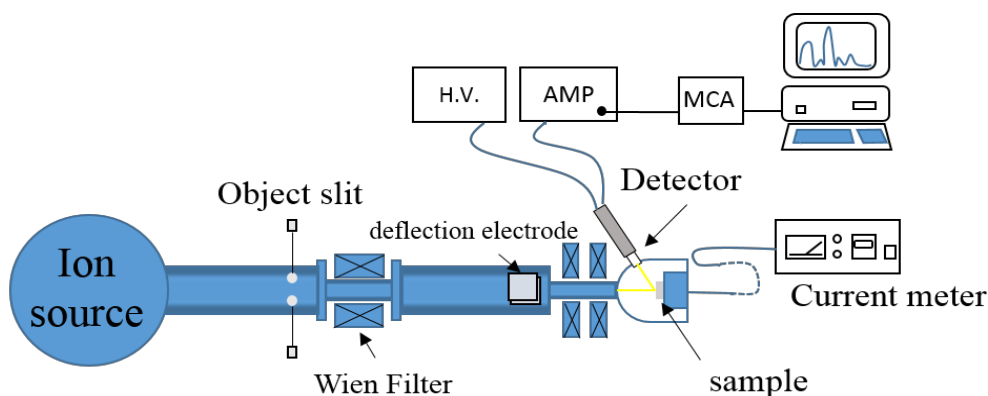 H.V.
AMP
MCA
Object slit
Detector
deflection electrode
Ion
source
Current meter
Wien Filter
sample